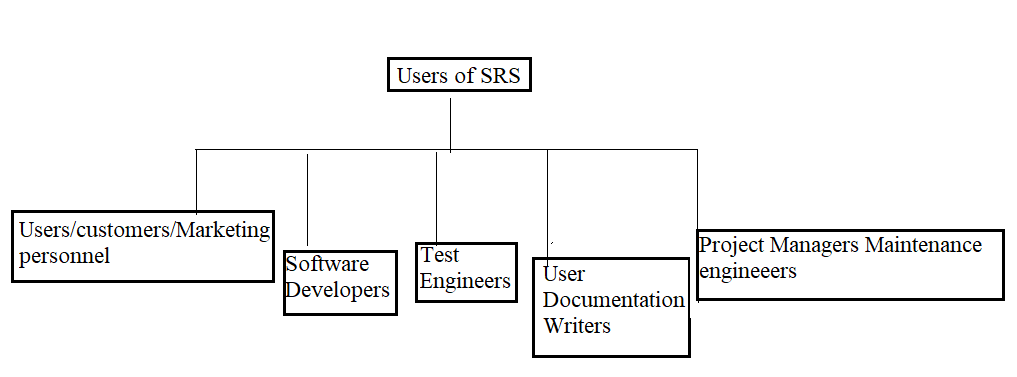 Users of SRS
Users/customers/Marketing
personnel
Software
Developers
Test
Engineers
User
Documentation
Writers
Project Managers Maintenance
engineeers